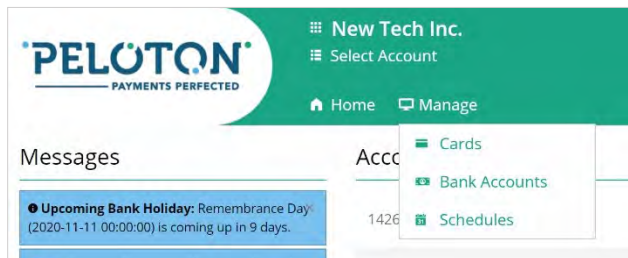 PELOTON
PAYMENTS PERFECTED
New Tech Inc.
Select Account
Home Manage
Cards
Bank Accounts
Schedules
Messages
Acco
Upcoming Bank Holiday: Remembrance Day
(2020-11-11 00:00:00) is coming up in 9 days.
1426